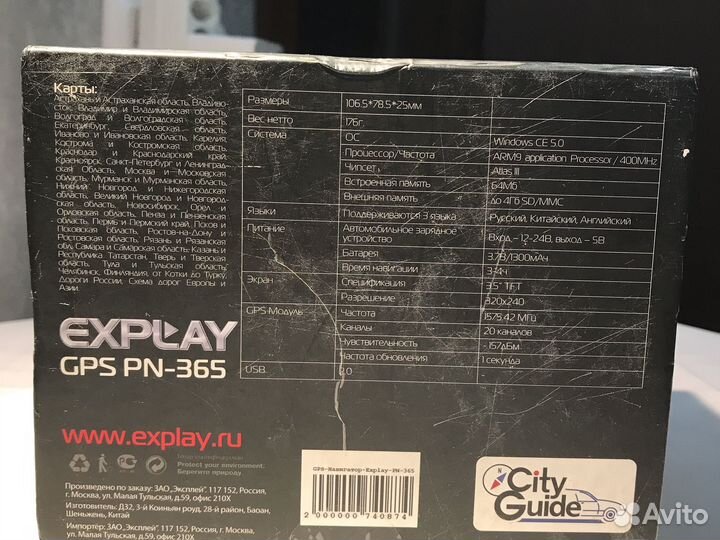 Карты:
Астрахань и Астраханская область, Владиво-
сток, Владимир и Владимирская область,
Волгоград и Волгоградская область,
Екатеринбург, Свердловская область,
Иваново и Ивановская область, Карелия,
Кострома и Костромская область,
Краснодар и Краснодарский край,
Красноярск, Санкт-Петербург и Ленинград-
ская область, Москва и Московская
область, Мурманск и Мурманская область,
Нижний Новгород и Нижегородская
область, Великий Новгород и Новгородская
область, Новосибирск, Орел и
Орловская область, Пенза и Пензенская
область, Пермь и Пермский край, Псков и
Псковская область, Ростов-на-Дону и
Ростовская область, Рязань и Рязанская
обл, Самара и Самарская область, Казань и
Республика Татарстан, Тверь и Тверская
область, Тула и Тульская область,
Челябинск, Финляндия, от Котки до Турку,
Дороги России, Схема дорог Европы и
Азии.
EXPLAY
GPS PN-365
www.explay.ru
Protect your environment:
Берегите природу.
Произведено по заказу: ЗАО „Эксплей". 117 152, Россия,
г. Москва, ул. Малая Тульская, д.59, офис 210Х
Изготовитель: Д32, 3-й Коиньян роуд, 28-й район, Баоан,
Шеньжень, Китай
Импортёр: ЗАО „Эксплей". 117 152, Россия,
г. Москва, ул. Малая Тульская, д.59, офис 210Х
Размеры 106.5*78.5*25мм
Вес нетто 176г.
Система ОС Windows CE 5.0
Процессор/Частота ARM9 application Processor / 400MHz
Чипсет Atlas III
Встроенная память 64Мб
Внешняя память до 4Гб SD/MMC
Языки Поддерживаются 3 языка Русский, Китайский, Английский
Питание Автомобильное зарядное
устройство Вход – 12-24В, выход – 5В
Батарея 3.7В/1300мАч
Время навигации 3-4ч
Экран Спецификация 3.5" TFT
Разрешение 320x240
GPS Модуль Частота 1575.42 МГц
Каналы 20 каналов
Чувствительность -157дБм
Частота обновления 1 секунда
USB 2.0
GPS-Навигатор-Explay-PN-365
2 000000 740874
N
City
Guide
Avito